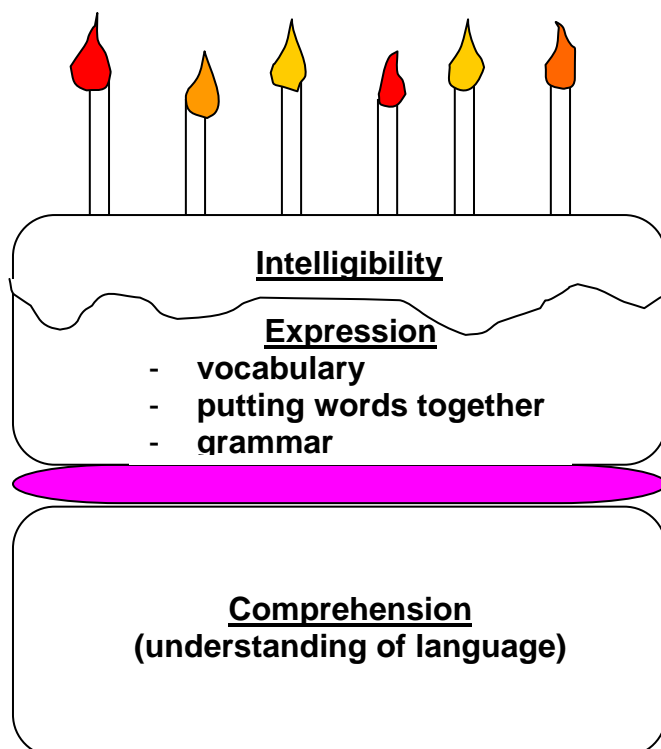 Intelligibility
Expression
- vocabulary
- putting words together
- grammar
Comprehension
(understanding of language)